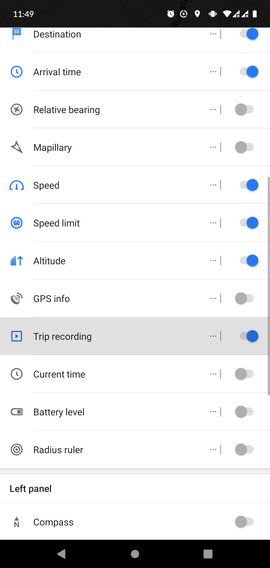 11:49
Destination
Arrival time
Relative bearing
Mapillary
Speed
60 Speed limit
Altitude
GPS info
Trip recording
Current time
Battery level
Radius ruler
Left panel
N Compass